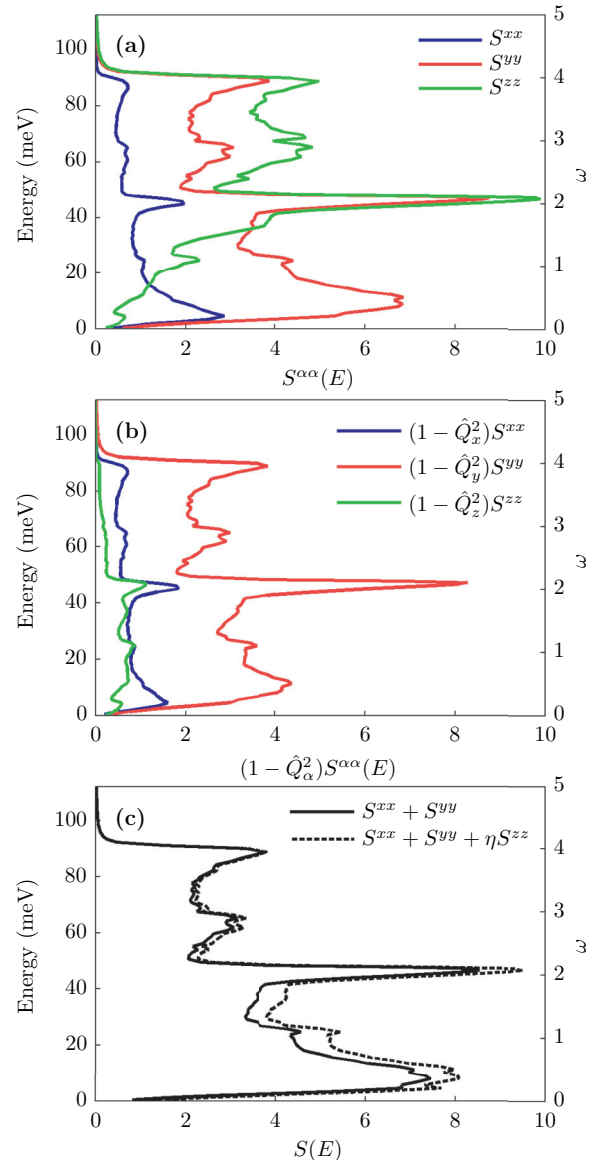 (a)
S^{xx}
S^{yy}
S^{zz}
Energy (meV)
100
80
60
40
20
0
5
4
3
2
1
0
ω
0 2 4 6 8 10
S^{αα}(E)
(b)
(1−Q̂_x^2)S^{xx}
(1−Q̂_y^2)S^{yy}
(1−Q̂_z^2)S^{zz}
Energy (meV)
100
80
60
40
20
0
5
4
3
2
1
0
ω
0 2 4 6 8 10
(1−Q̂_α^2)S^{αα}(E)
(c)
S^{xx} + S^{yy}
S^{xx} + S^{yy} + ηS^{zz}
Energy (meV)
100
80
60
40
20
0
5
4
3
2
1
0
ω
0 2 4 6 8 10
S(E)